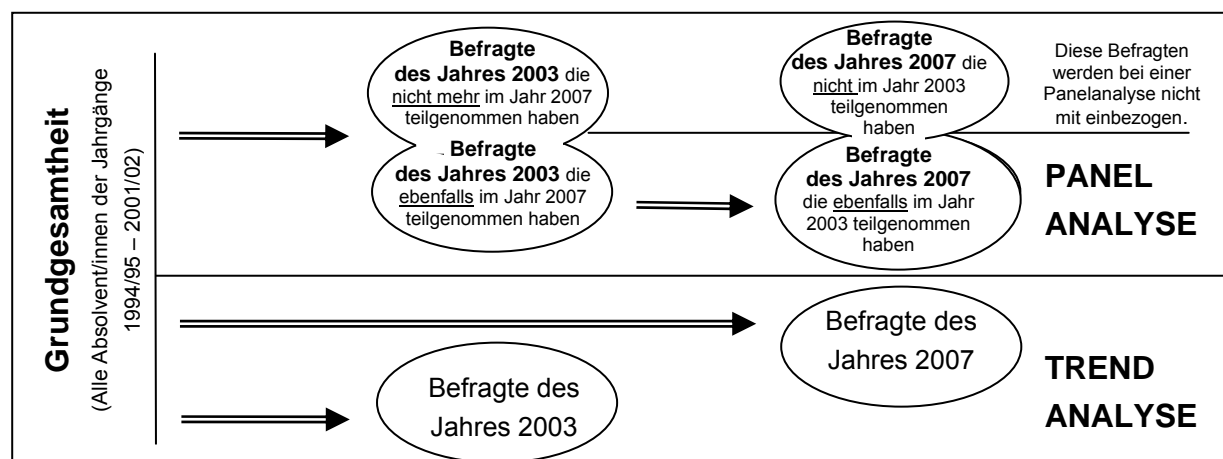 Grundgesamtheit
(Alle Absolvent/innen der Jahrgänge
1994/95 – 2001/02)
Befragte
des Jahres 2003 die
nicht mehr im Jahr 2007
teilgenommen haben
Befragte
des Jahres 2003 die
ebenfalls im Jahr 2007
teilgenommen haben
Befragte
des Jahres 2007 die
nicht im Jahr 2003
teilgenommen
haben
Befragte
des Jahres 2007
die ebenfalls im Jahr
2003 teilgenommen
haben
Diese Befragten
werden bei einer
Panelanalyse nicht
mit einbezogen.
PANEL
ANALYSE
Befragte des
Jahres 2007
Befragte des
Jahres 2003
TREND
ANALYSE